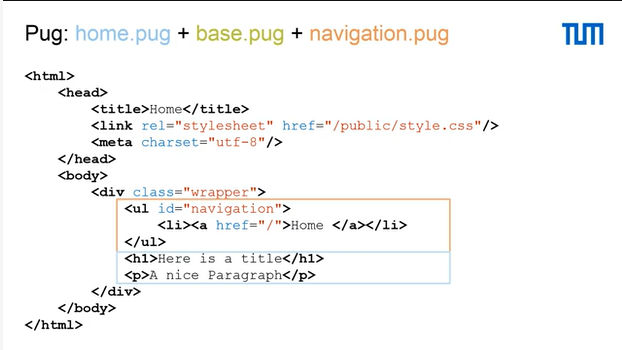 Pug: home.pug + base.pug + navigation.pug
TUM
<html>
    <head>
        <title>Home</title>
        <link rel="stylesheet" href="/public/style.css"/>
        <meta charset="utf-8"/>
    </head>
    <body>
        <div class="wrapper">
            <ul id="navigation">
                <li><a href="/">Home </a></li>
            </ul>
            <h1>Here is a title</h1>
            <p>A nice Paragraph</p>
        </div>
    </body>
</html>